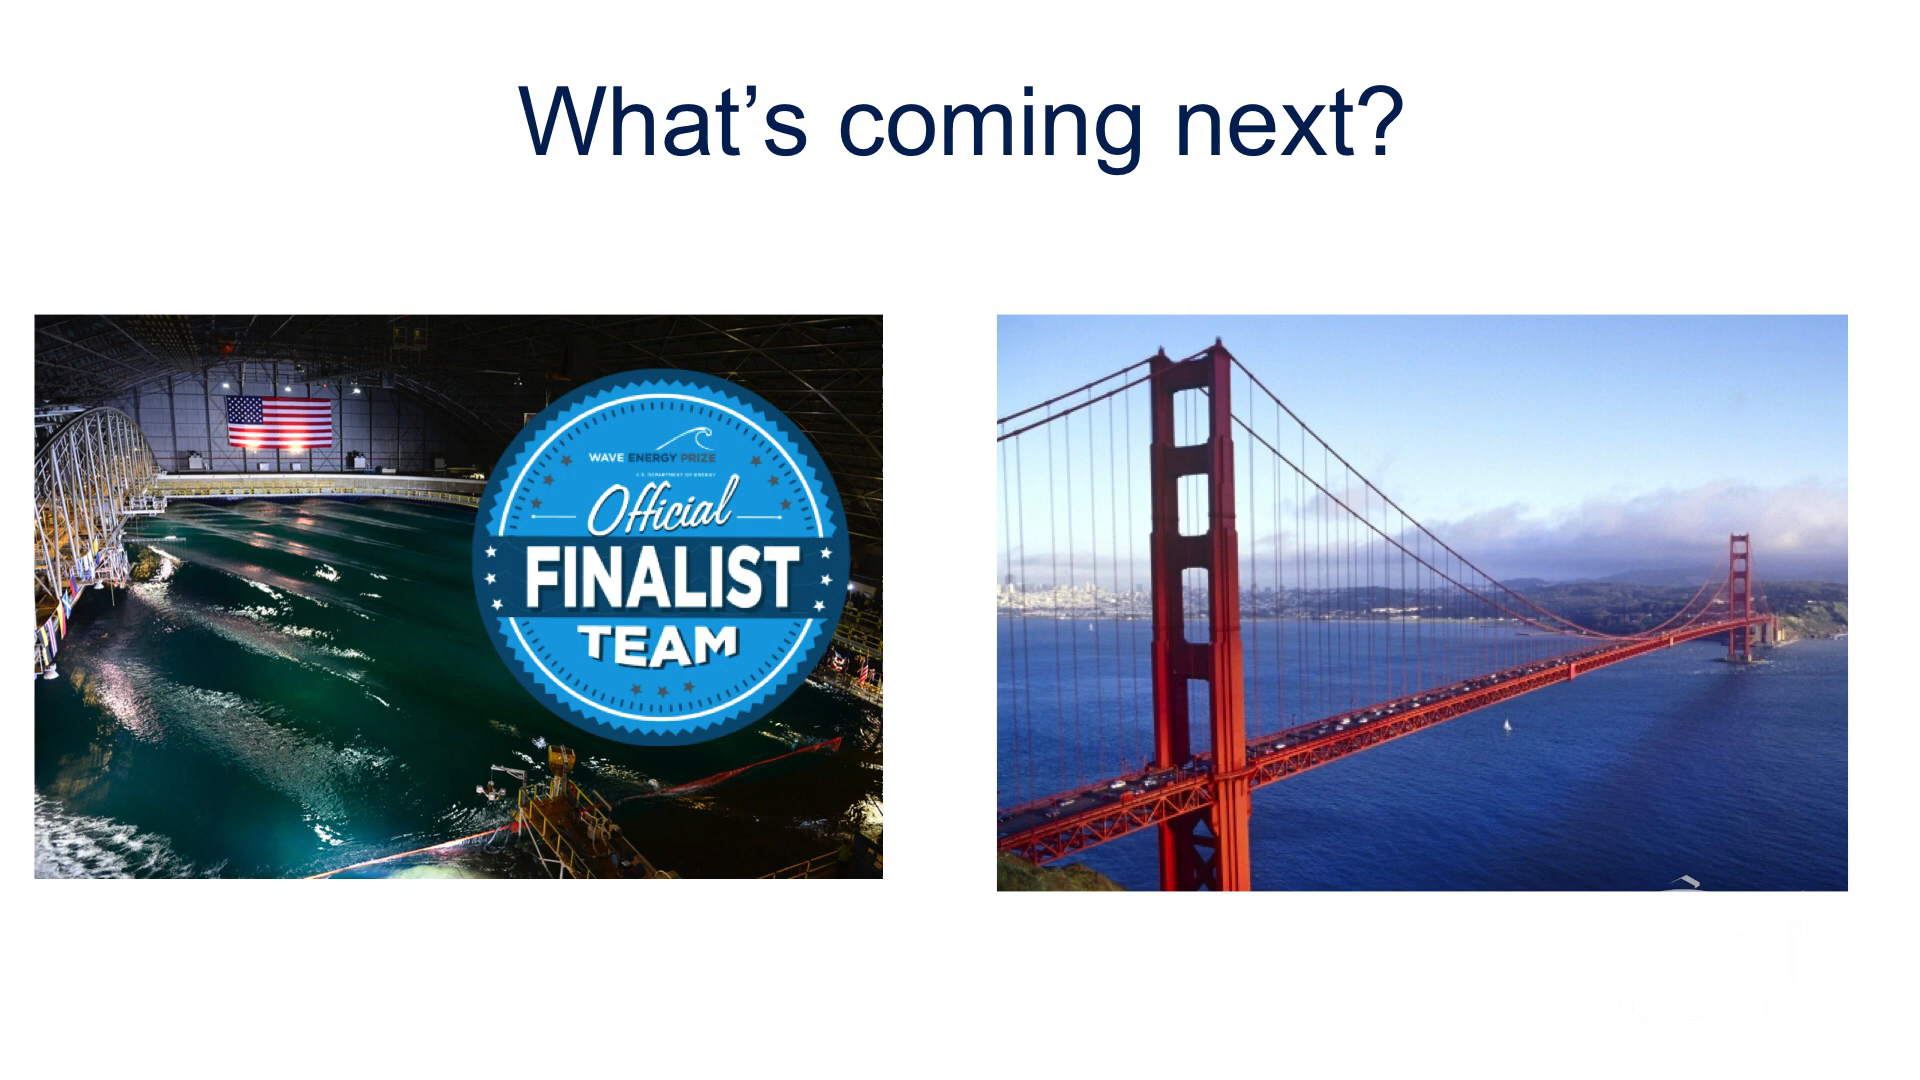 What’s coming next?
WAVE ENERGY PRIZE
U.S. DEPARTMENT OF ENERGY
Official
FINALIST
TEAM